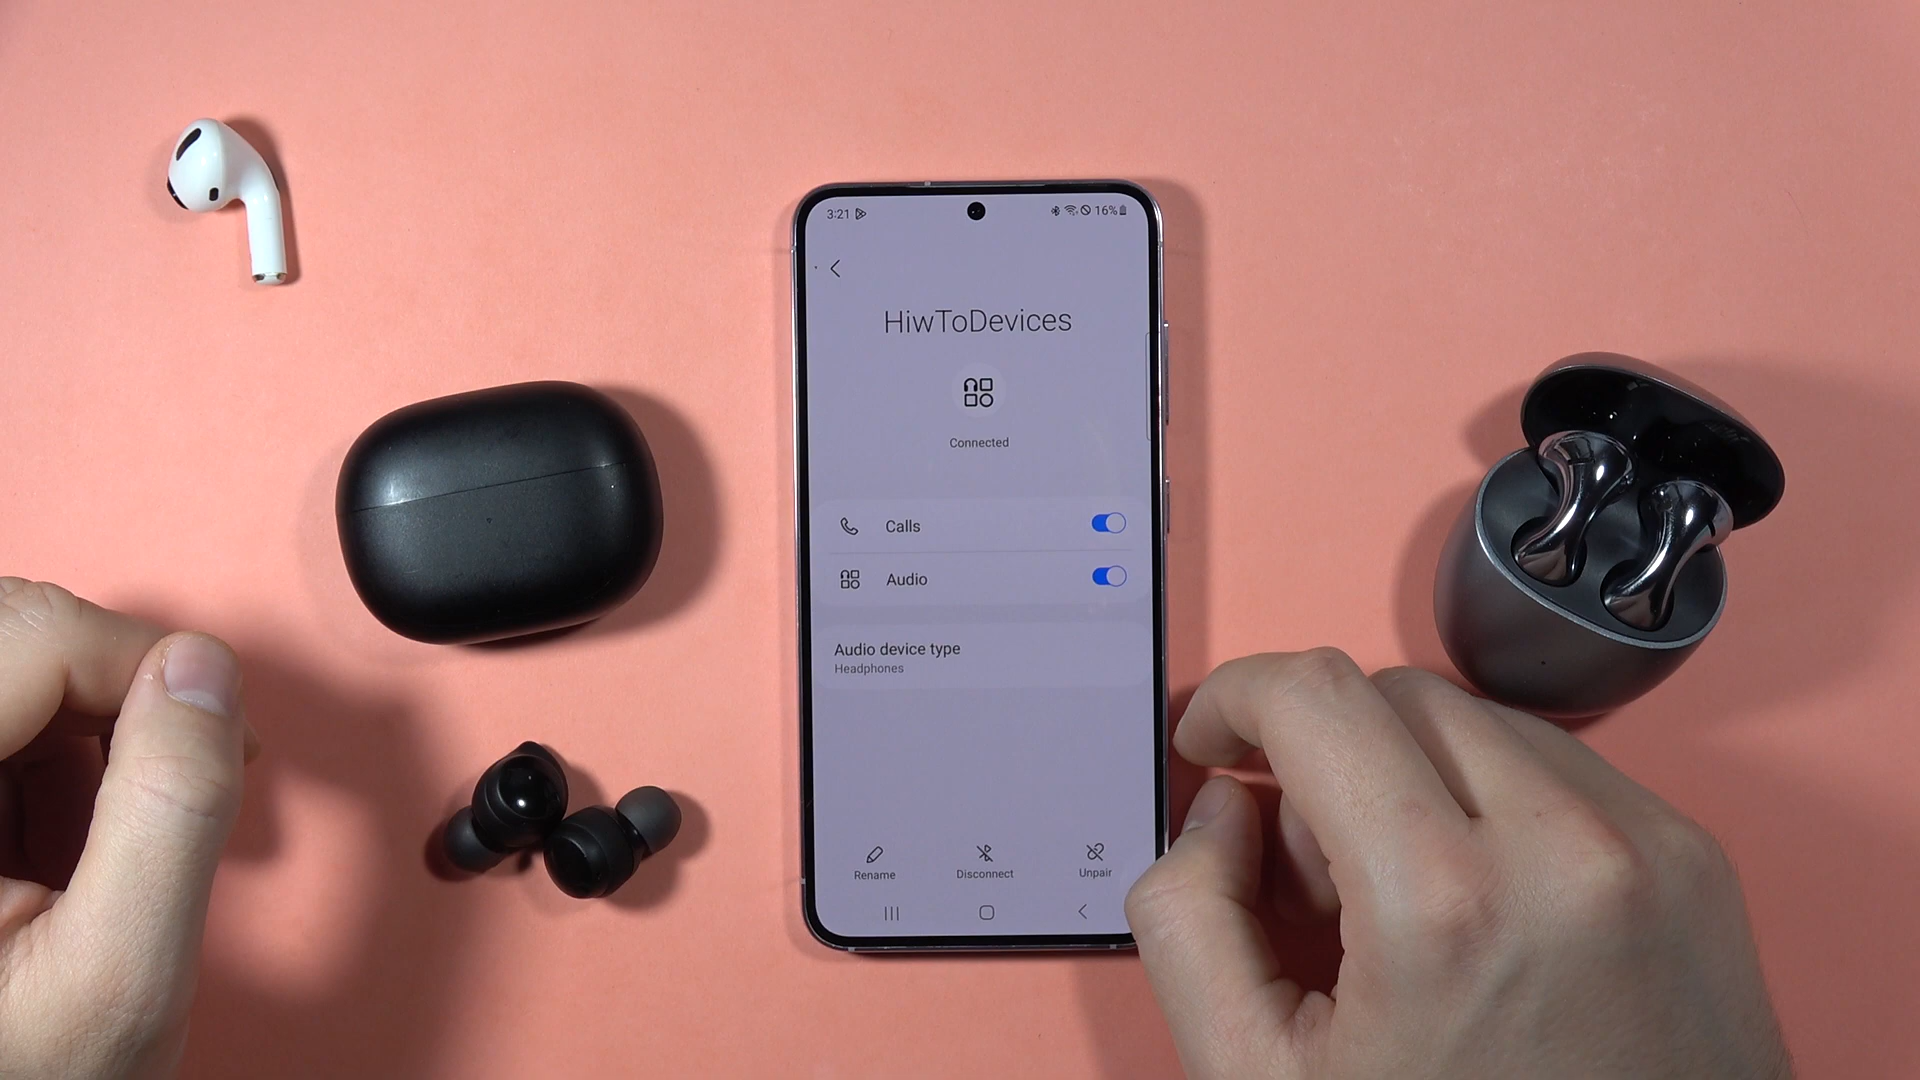 3:21 16%
HiwToDevices
Connected
Calls
Audio
Audio device type
Headphones
Rename Disconnect Unpair